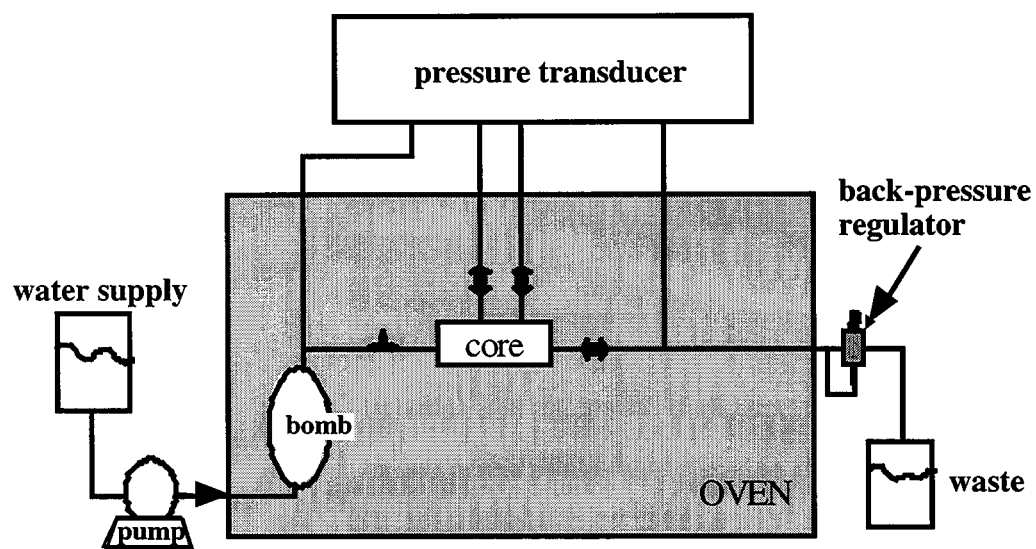 pressure transducer
back-pressure
regulator
water supply
core
bomb
OVEN
waste
pump